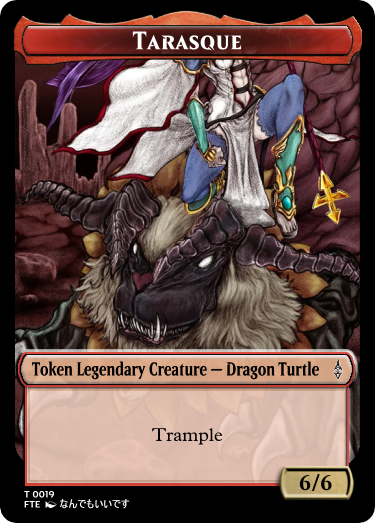 Tarasque
Token Legendary Creature — Dragon Turtle
Trample
6/6
T 0019
FTE なんでもいいです